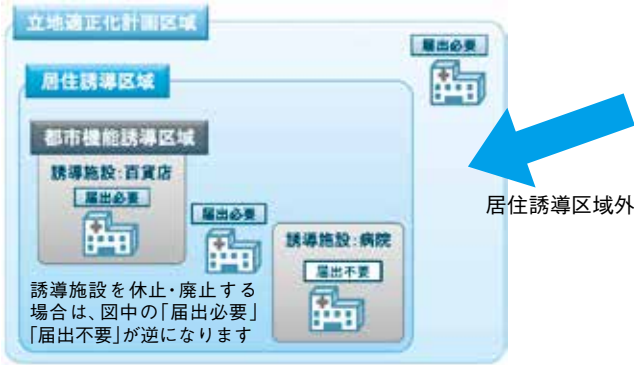 立地適正化計画区域
届出必要
居住誘導区域
都市機能誘導区域
誘導施設:百貨店
届出必要
届出必要
居住誘導区域外
誘導施設:病院
届出不要
誘導施設を休止・廃止する
場合は、図中の「届出必要」
「届出不要」が逆になります